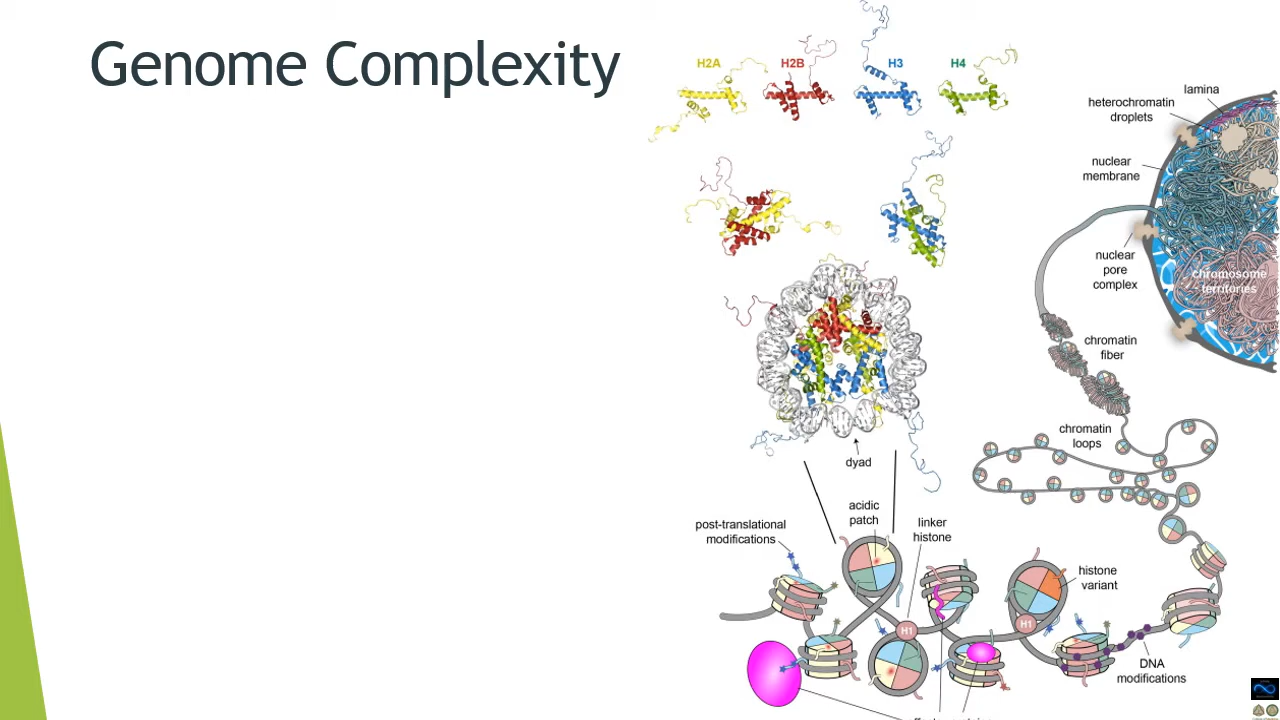 Genome Complexity
H2A
H2B
H3
H4
lamina
heterochromatin
droplets
nuclear
membrane
nuclear
pore
complex
chromosome
territories
chromatin
fiber
chromatin
loops
dyad
acidic
patch
linker
histone
post-translational
modifications
histone
variant
H1
H1
DNA
modifications